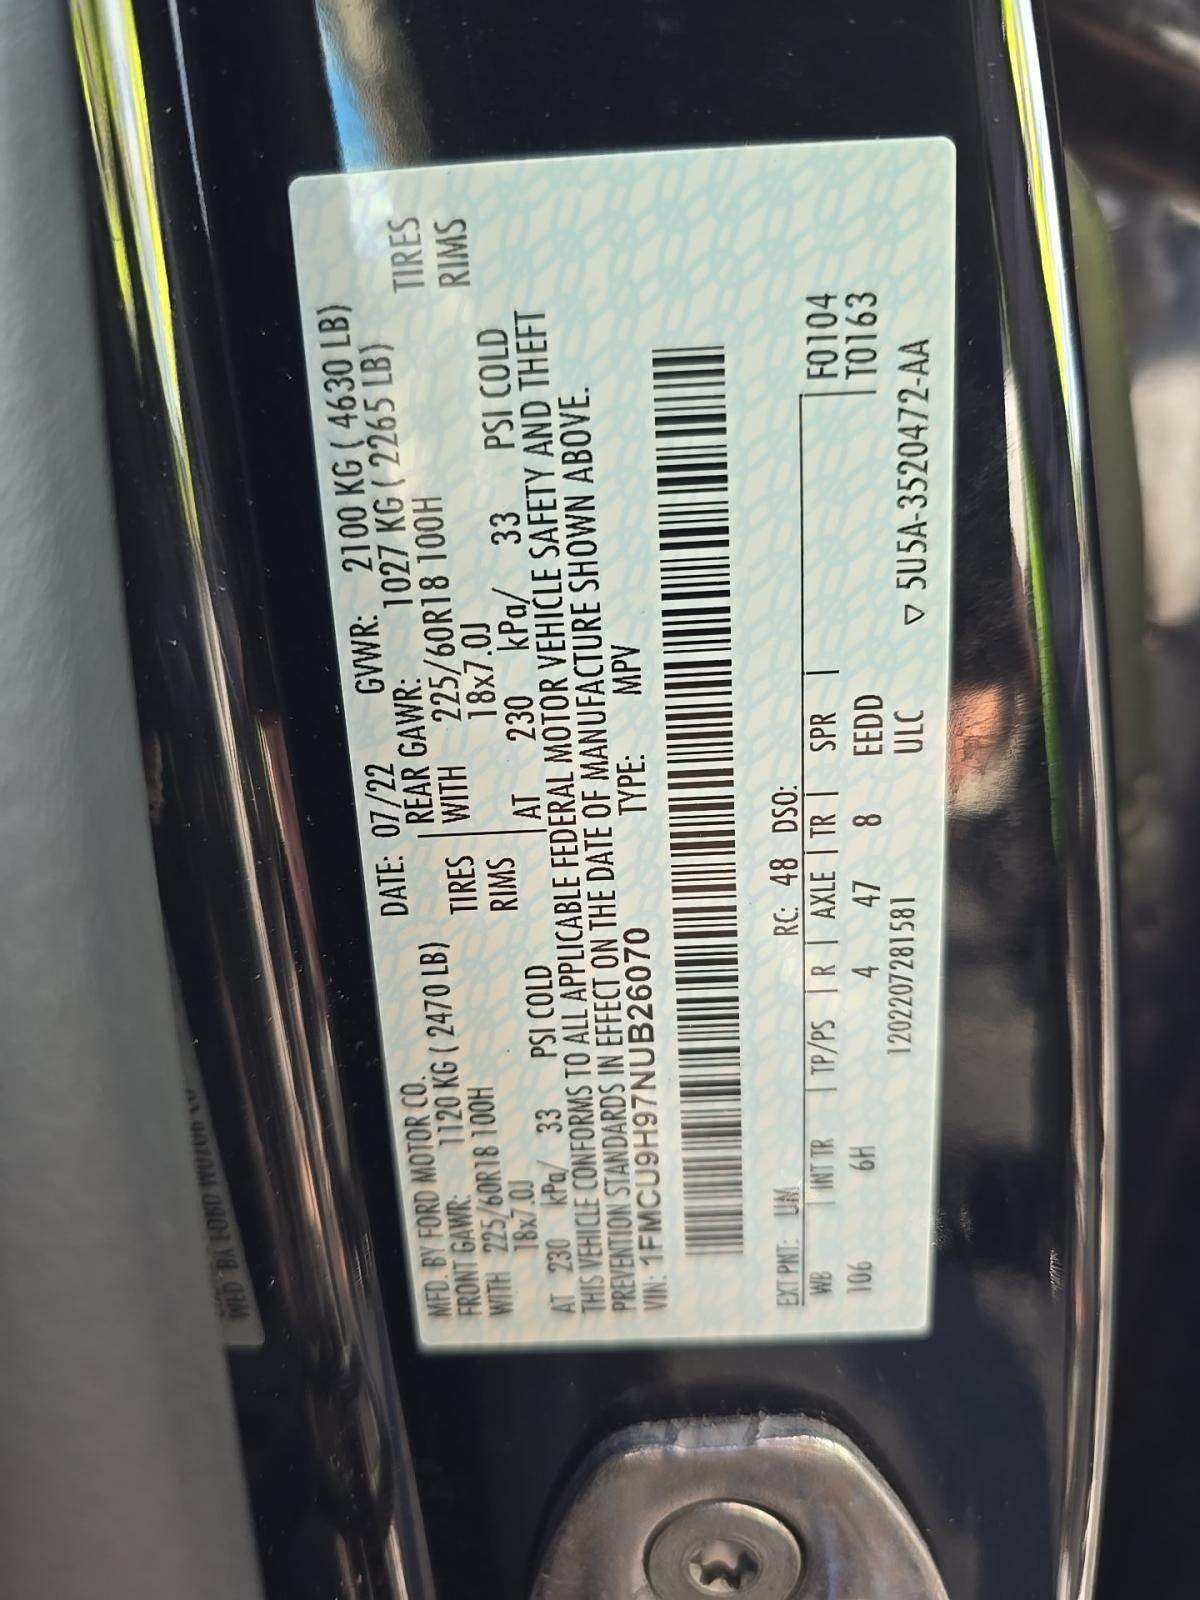 MFD. BY FORD MOTOR CO. DATE: 07/22 GVWR: 2100 KG ( 4630 LB)
FRONT GAWR: 1120 KG ( 2470 LB) REAR GAWR: 1027 KG ( 2265 LB)
WITH 225/60R18 100H TIRES WITH 225/60R18 100H TIRES
18x7.0J RIMS 18x7.0J RIMS
AT 230 kPa/ 33 PSI COLD AT 230 kPa/ 33 PSI COLD
THIS VEHICLE CONFORMS TO ALL APPLICABLE FEDERAL MOTOR VEHICLE SAFETY AND THEFT
PREVENTION STANDARDS IN EFFECT ON THE DATE OF MANUFACTURE SHOWN ABOVE.
VIN: 1FMCU9H97NUB26070 TYPE: MPV
EXT PNT: UM RC: 48 DSO:
WB | INT TR | TP/PS | R | AXLE | TR | SPR | F0104
106 6H 4 47 8 EEDD | T0163
1202207281581 ULC
▽ 5U5A-3520472-AA